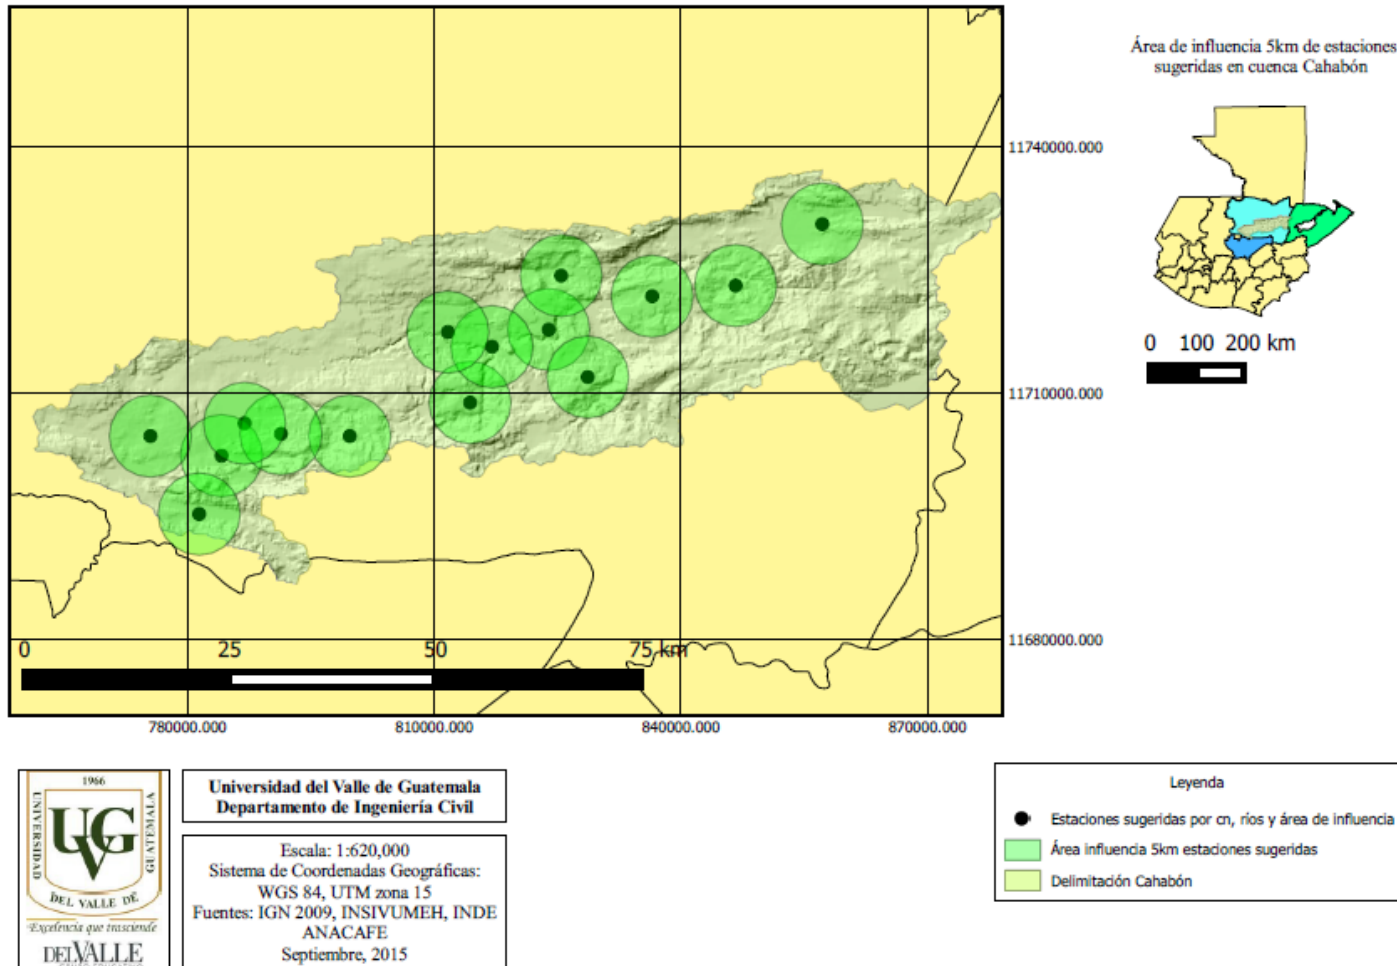 Área de influencia 5km de estaciones
sugeridas en cuenca Cahabón
11740000.000
0 100 200 km
11710000.000
11680000.000
0 25 50 75 km
780000.000 810000.000 840000.000 870000.000
1966
UNIVERSIDAD
UVG
GUATEMALA
DEL VALLE DE
Excelencia que trasciende
DELVALLE
Universidad del Valle de Guatemala
Departamento de Ingeniería Civil
Escala: 1:620,000
Sistema de Coordenadas Geográficas:
WGS 84, UTM zona 15
Fuentes: IGN 2009, INSIVUMEH, INDE
ANACAFE
Septiembre, 2015
Leyenda
Estaciones sugeridas por cn, ríos y área de influencia
Área influencia 5km estaciones sugeridas
Delimitación Cahabón